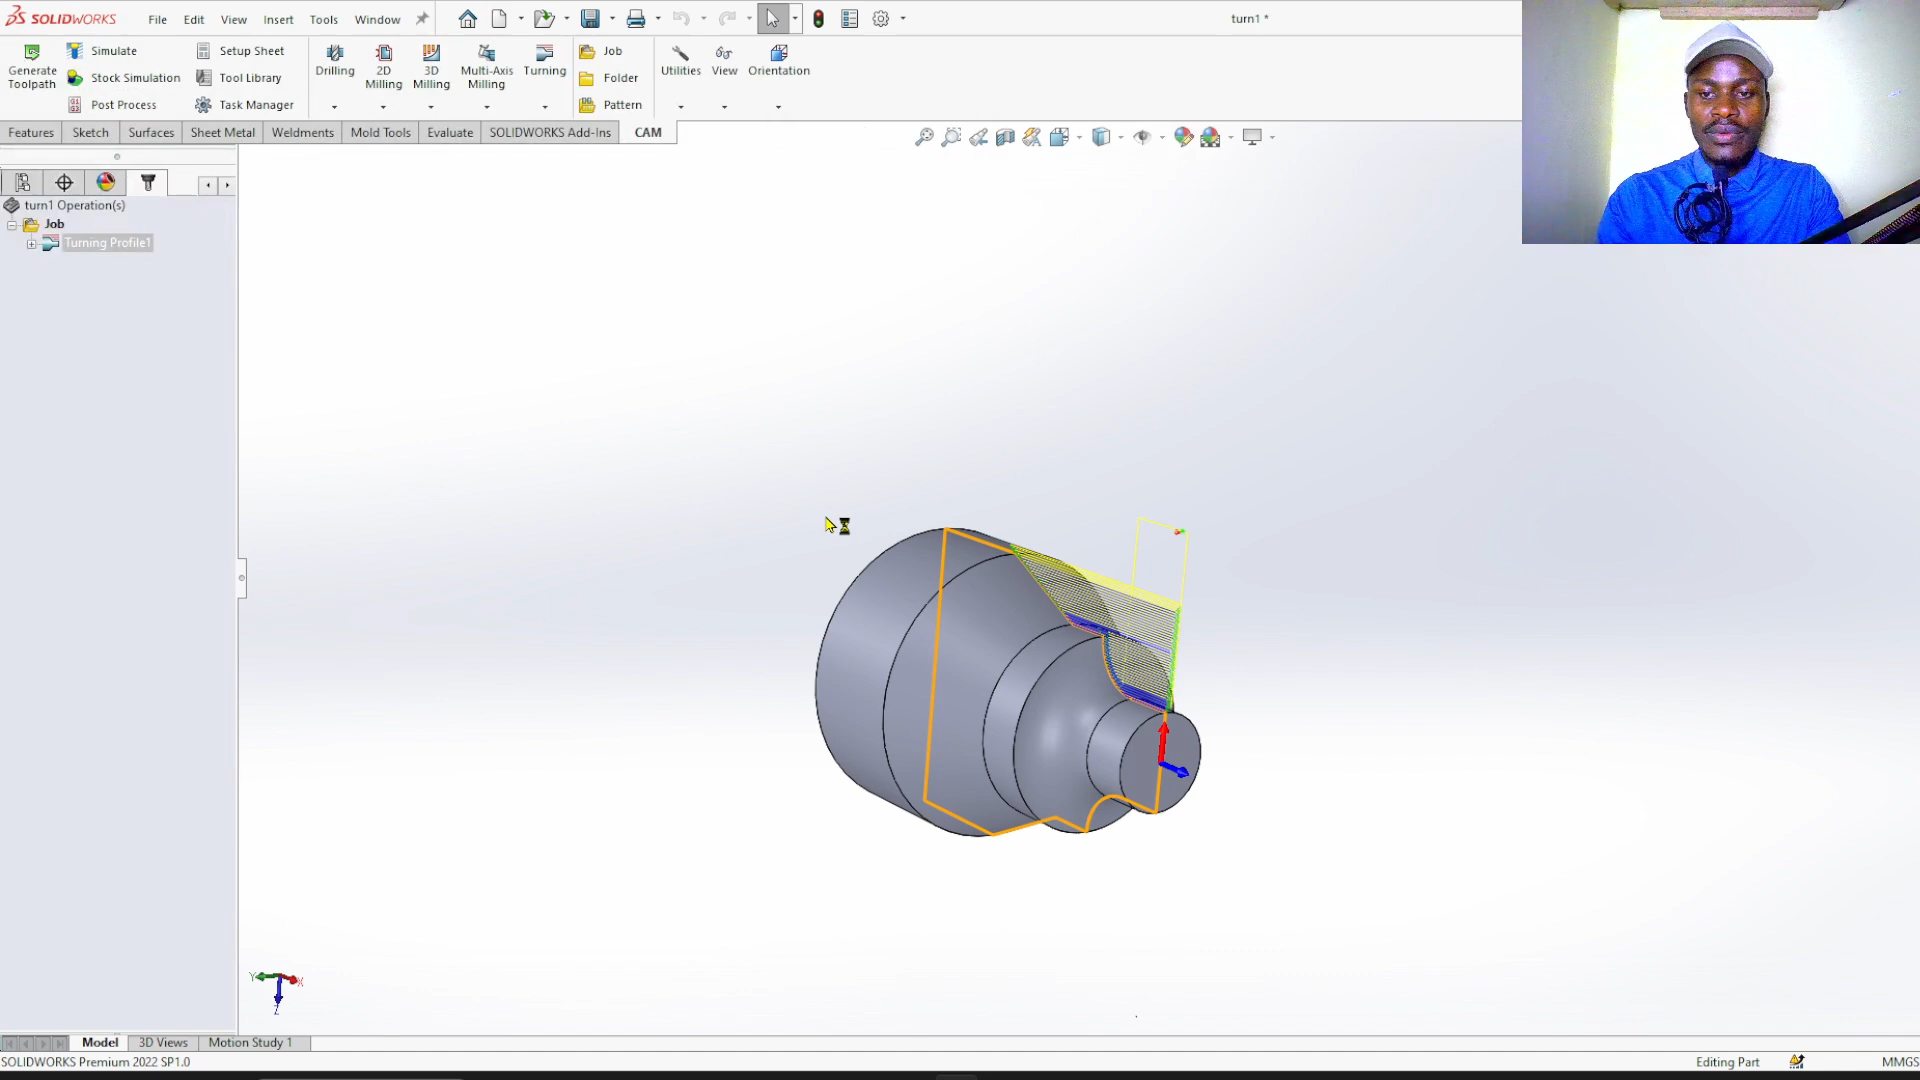 SOLIDWORKS File Edit View Insert Tools Window turn1 *
Generate Toolpath
Simulate
Stock Simulation
Post Process
Setup Sheet
Tool Library
Task Manager
Drilling
2D Milling
3D Milling
Multi-Axis Milling
Turning
Job
Folder
Pattern
Utilities
View
Orientation
Features Sketch Surfaces Sheet Metal Weldments Mold Tools Evaluate SOLIDWORKS Add-Ins CAM
turn1 Operation(s)
Job
Turning Profile1
Y X
Z
Model 3D Views Motion Study 1
SOLIDWORKS Premium 2022 SP1.0 Editing Part MMGS